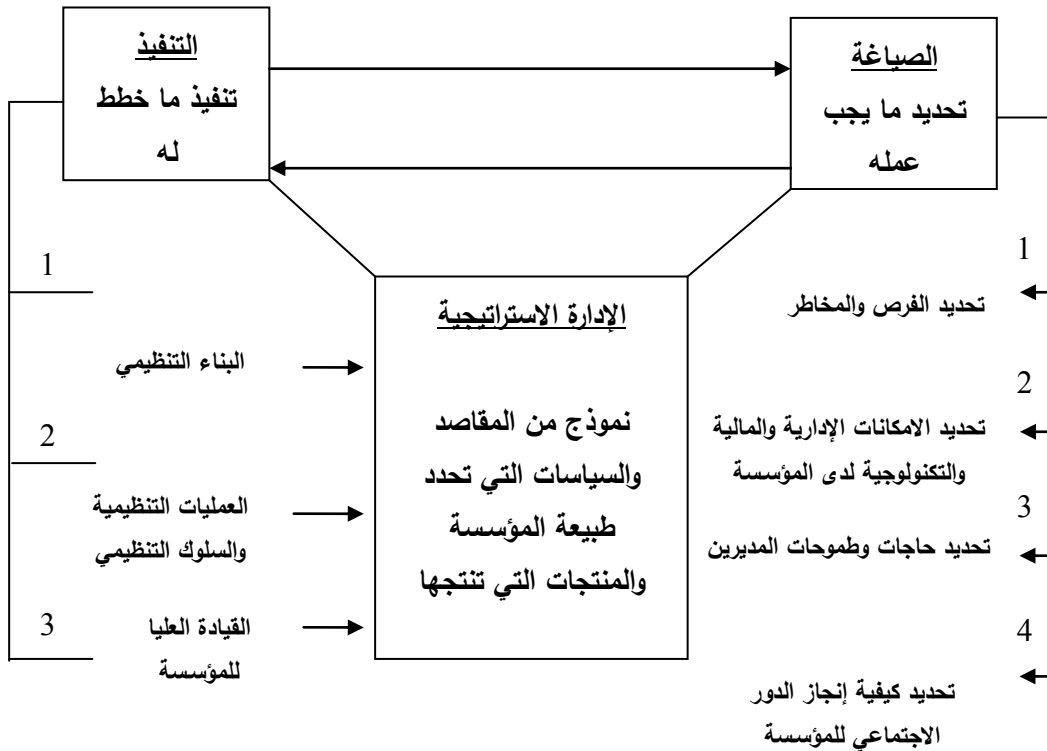 الصياغة
تحديد ما يجب
عمله
التنفيذ
تنفيذ ما خطط
له
1
تحديد الفرص والمخاطر
2
تحديد الامكانات الإدارية والمالية
والتكنولوجية لدى المؤسسة
3
تحديد حاجات وطموحات المديرين
4
تحديد كيفية إنجاز الدور
الاجتماعي للمؤسسة
الإدارة الاستراتيجية
نموذج من المقاصد
والسياسات التي تحدد
طبيعة المؤسسة
والمنتجات التي تنتجها
1
البناء التنظيمي
2
العمليات التنظيمية
والسلوك التنظيمي
3
القيادة العليا
للمؤسسة